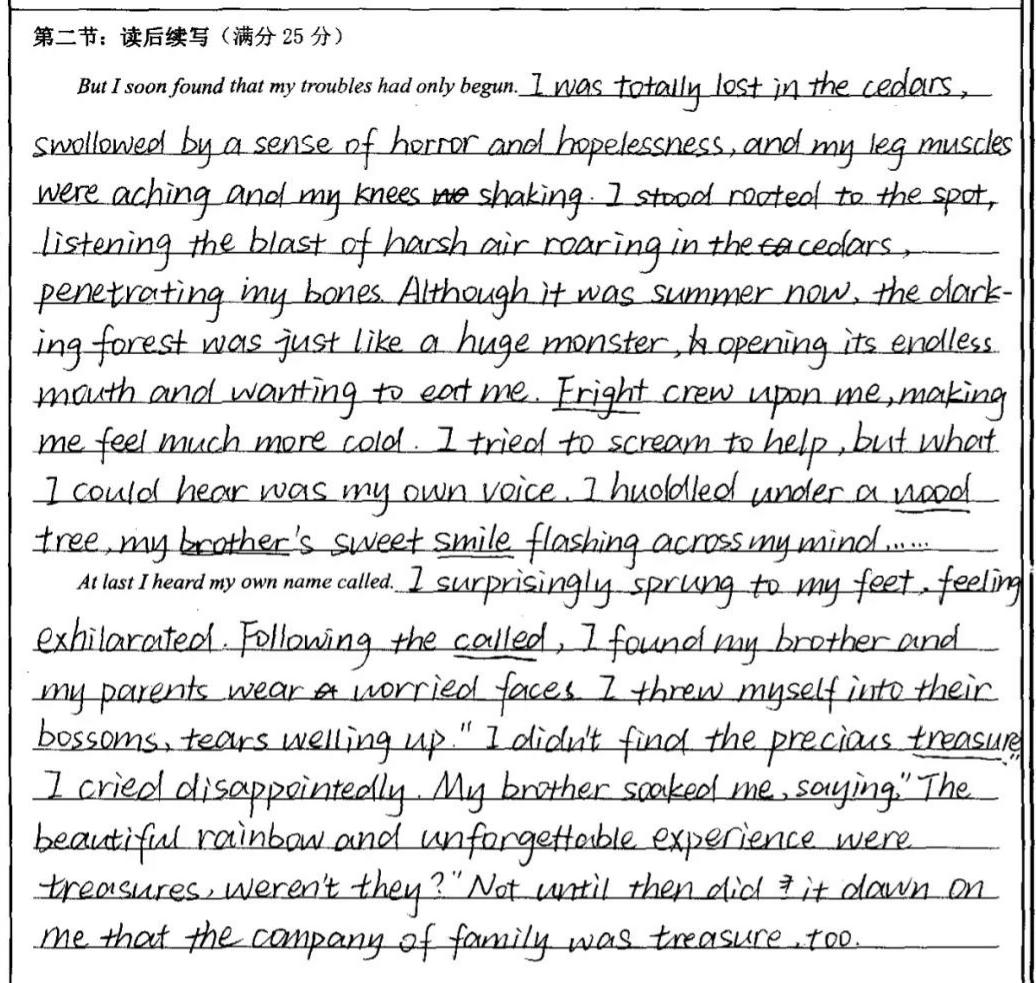 第二节：读后续写（满分 25 分）
But I soon found that my troubles had only begun. I was totally lost in the cedars,
swollowed by a sense of horror and hopelessness, and my leg muscles
were aching and my knees shaking. I stood rooted to the spot,
listening the blast of harsh air roaring in the cedars,
penetrating my bones. Although it was summer now, the dark-
ing forest was just like a huge monster, opening its endless
mouth and wanting to eat me. Fright crew upon me, making
me feel much more cold. I tried to scream to help, but what
I could hear was my own voice. I huddled under a wood
tree, my brother's sweet smile flashing across my mind......
At last I heard my own name called. I surprisingly sprung to my feet, feeling
exhilarated. Following the called, I found my brother and
my parents wear worried faces. I threw myself into their
bossoms, tears welling up. "I didn't find the precious treasure."
I cried disappointedly. My brother soaked me, saying, "The
beautiful rainbow and unforgettable experience were
treasures, weren't they?" Not until then did it dawn on
me that the company of family was treasure, too.